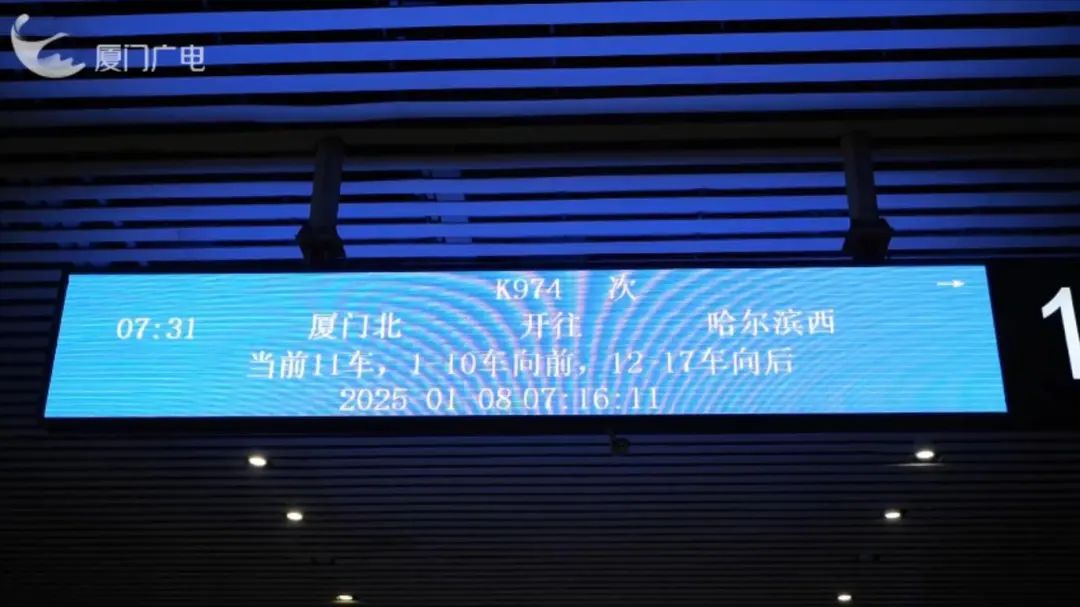 厦门广电
K974 次
07:31 厦门北 开往 哈尔滨西
当前11车，1-10车向前，12-17车向后
2025-01-08 07:16:11
1